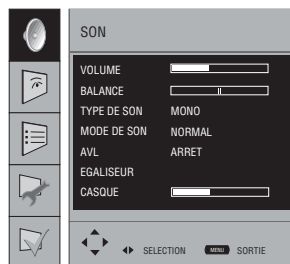 SON
VOLUME
BALANCE
TYPE DE SON MONO
MODE DE SON NORMAL
AVL ARRET
EGALISEUR
CASQUE
SELECTION MENU SORTIE